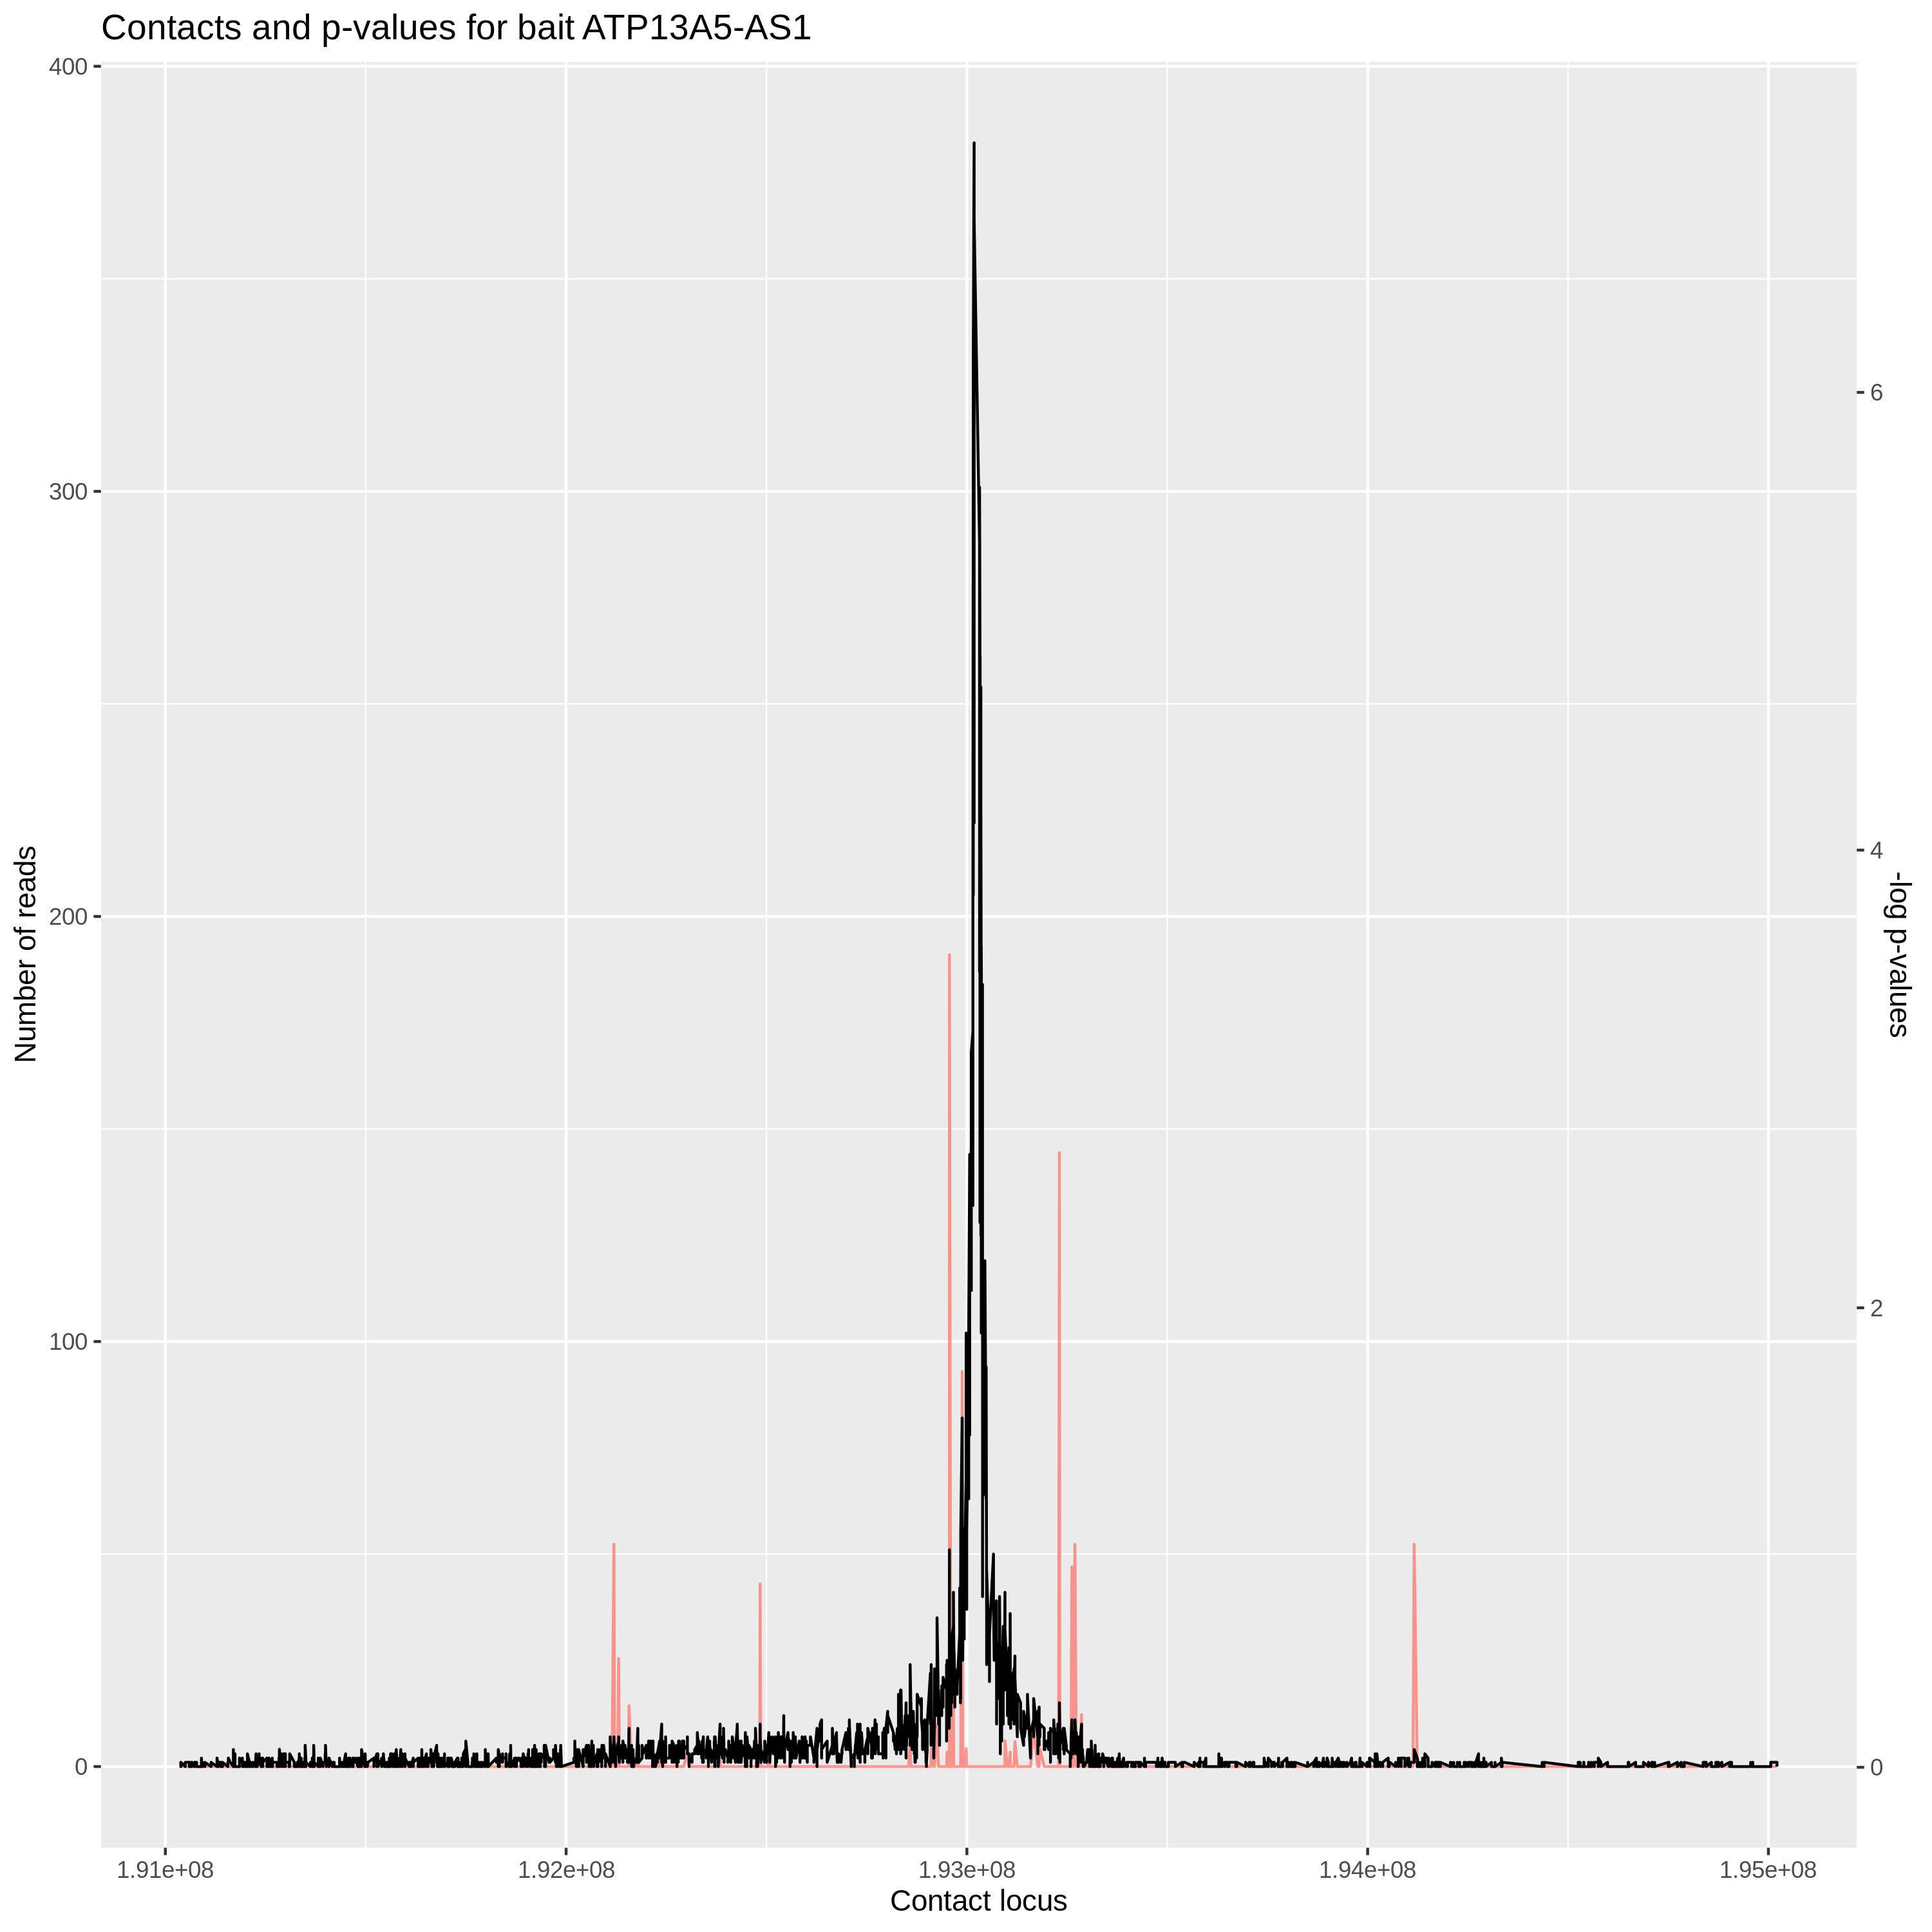 Contacts and p-values for bait ATP13A5-AS1
400
300
200
100
0
Number of reads
6
4
2
0
-log p-values
1.91e+08
1.92e+08
1.93e+08
1.94e+08
1.95e+08
Contact locus